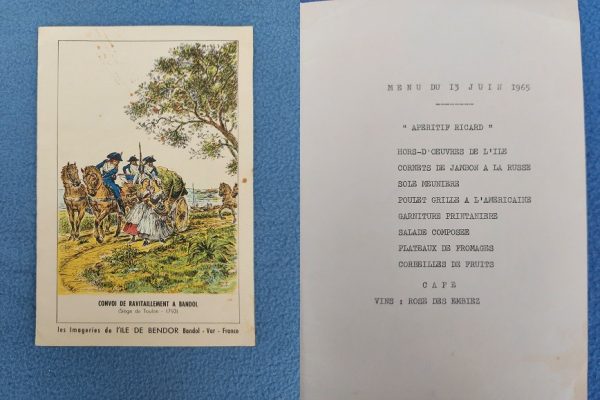 CONVOI DE RAVITAILLEMENT A BANDOL
(Siège de Toulon - 1793)
les Imageries de l'ILE DE BENDOR Bandol - Var - France
MENU DU 13 JUIN 1965
" APERITIF RICARD "
HORS-D'ŒUVRES DE L'ILE
CORNETS DE JAMBON A LA RUSSE
SOLE MEUNIERE
POULET GRILLE A L'AMERICAINE
GARNITURE PRINTANIERE
SALADE COMPOSEE
PLATEAUX DE FROMAGES
CORBEILLES DE FRUITS
CAFE
VINS : ROSE DES EMBIEZ